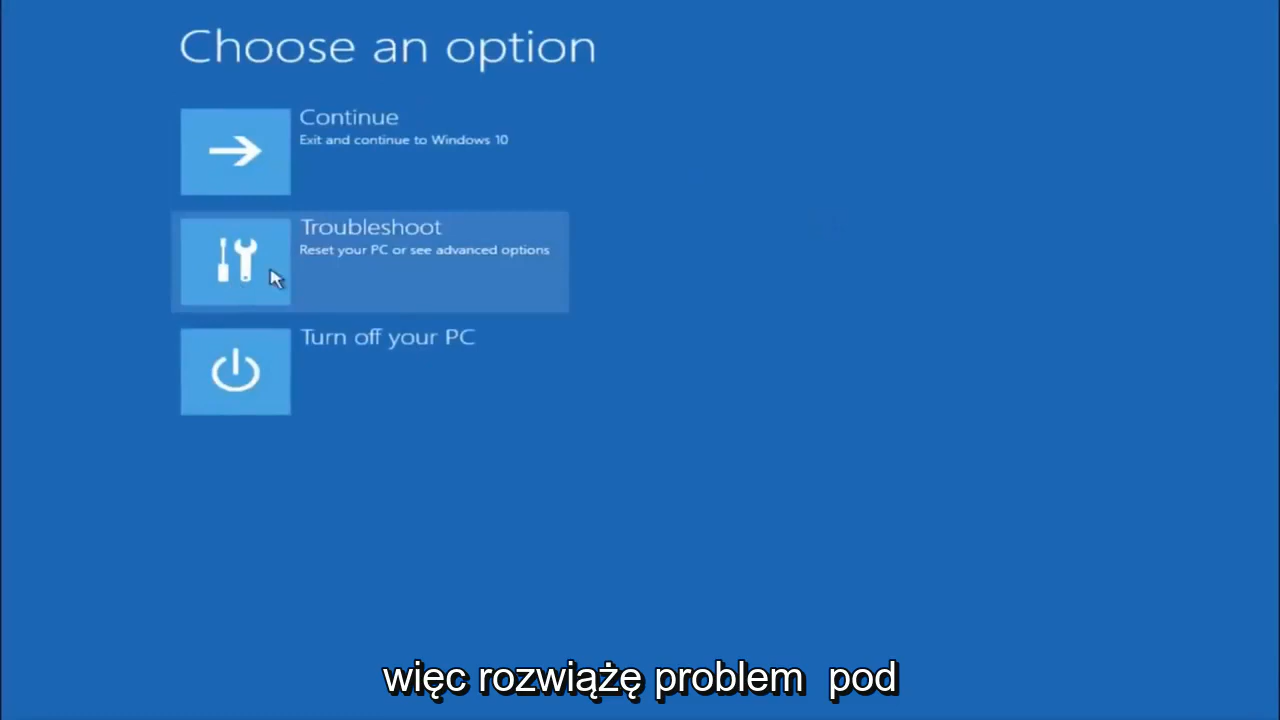 Choose an option
Continue
Exit and continue to Windows 10
Troubleshoot
Reset your PC or see advanced options
Turn off your PC
więc rozwiążę problem pod